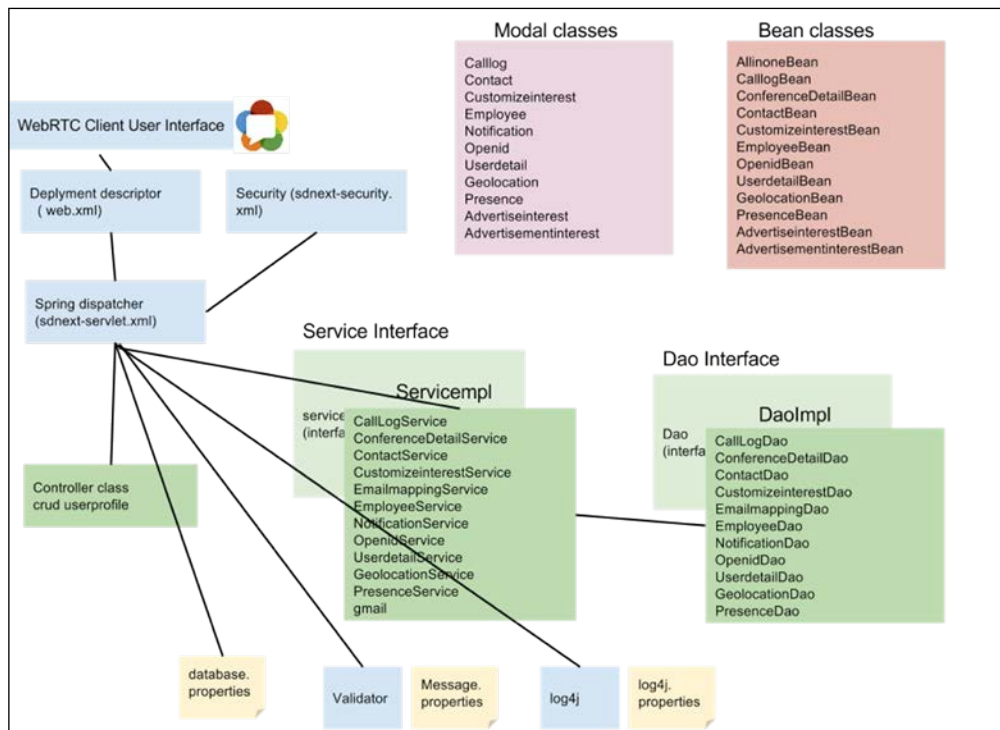 Modal classes
Calllog
Contact
Customizeinterest
Employee
Notification
Openid
Userdetail
Geolocation
Presence
Advertiseinterest
Advertisementinterest
Bean classes
AllinoneBean
CalllogBean
ConferenceDetailBean
ContactBean
CustomizeinterestBean
EmployeeBean
OpenidBean
UserdetailBean
GeolocationBean
PresenceBean
AdvertiseinterestBean
AdvertisementinterestBean
WebRTC Client User Interface
Deplyment descriptor
( web.xml)
Security (sdnext-security.
xml)
Spring dispatcher
(sdnext-servlet.xml)
Service Interface
service
(interfa
Servicempl
CallLogService
ConferenceDetailService
ContactService
CustomizeinterestService
EmailmappingService
EmployeeService
NotificationService
OpenidService
UserdetailService
GeolocationService
PresenceService
gmail
Dao Interface
Dao
(interfa
DaoImpl
CallLogDao
ConferenceDetailDao
ContactDao
CustomizeinterestDao
EmailmappingDao
EmployeeDao
NotificationDao
OpenidDao
UserdetailDao
GeolocationDao
PresenceDao
Controller class
crud userprofile
database.
properties
Validator
Message.
properties
log4j
log4j.
properties